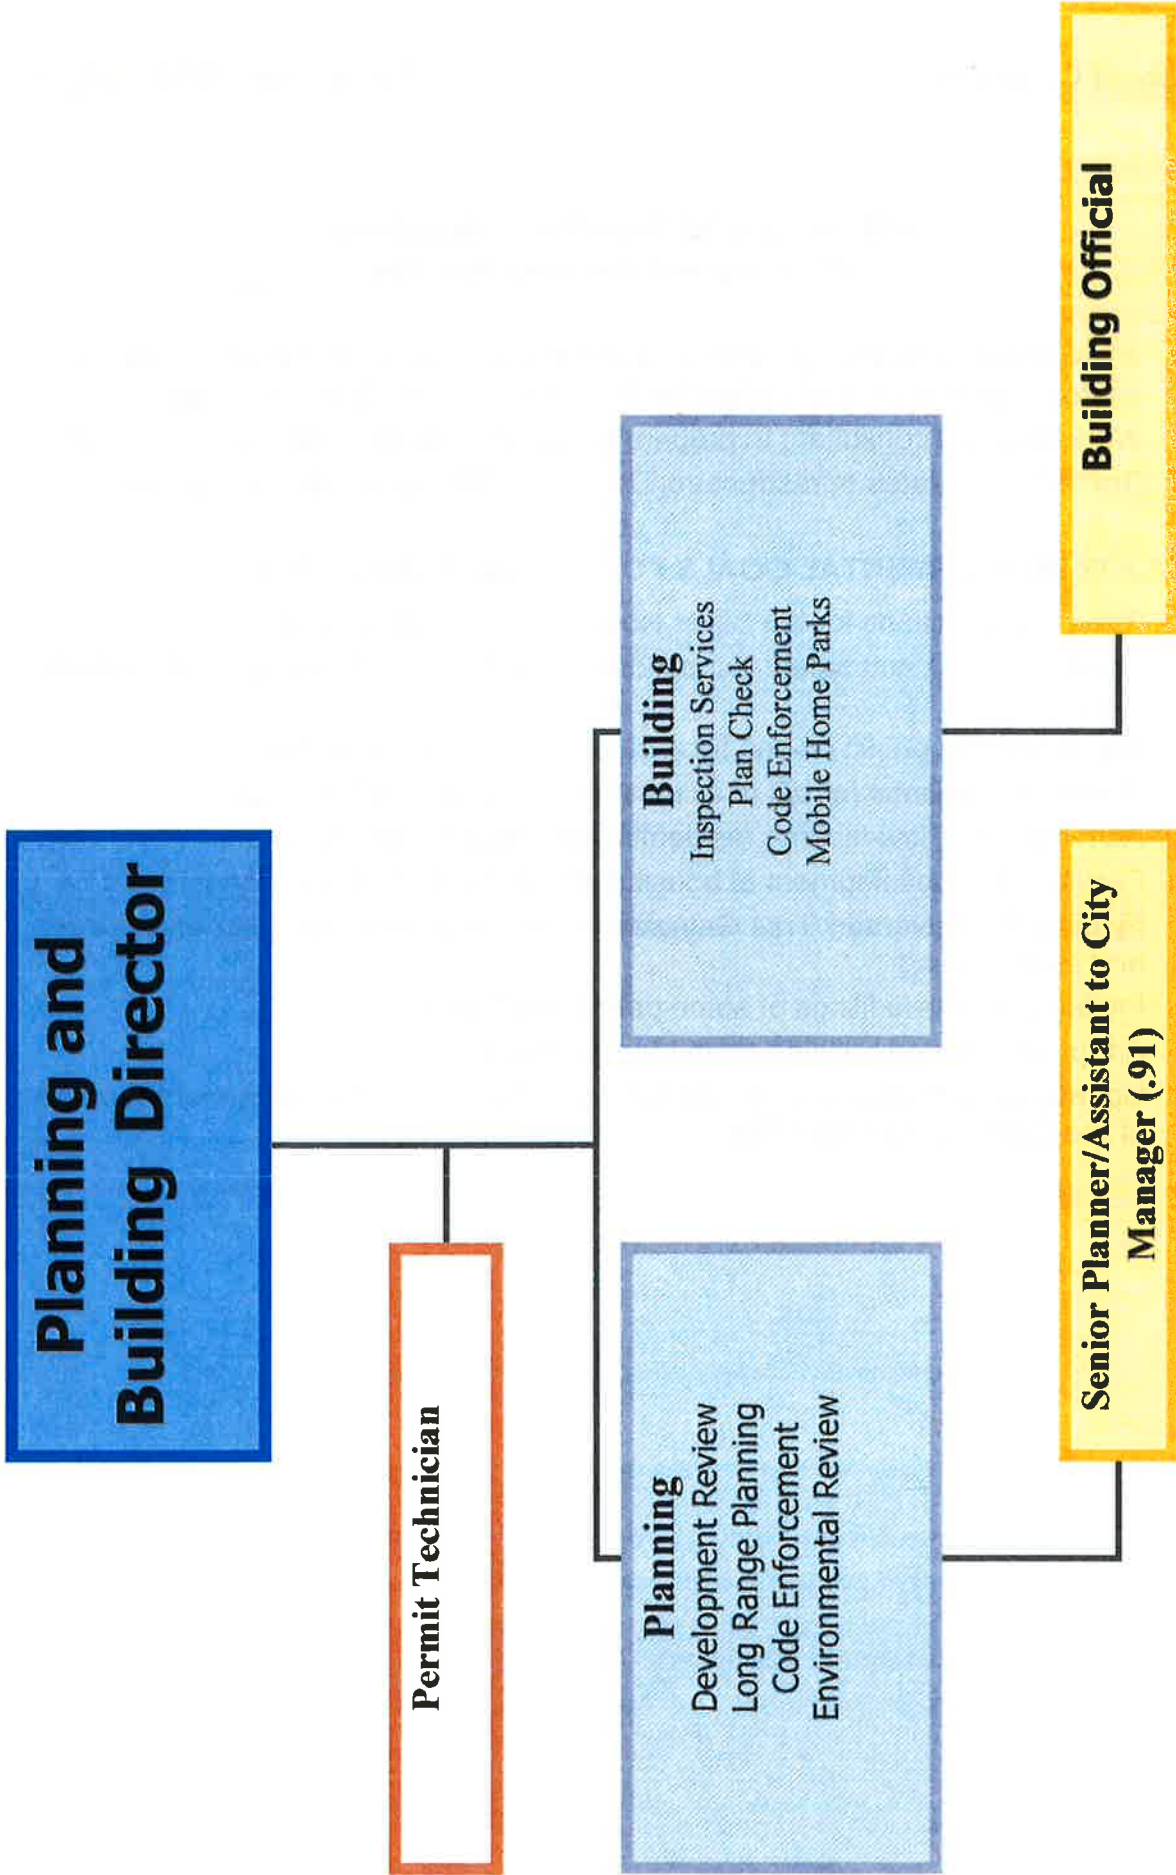 Planning and
Building Director
Permit Technician
Planning
Development Review
Long Range Planning
Code Enforcement
Environmental Review
Building
Inspection Services
Plan Check
Code Enforcement
Mobile Home Parks
Senior Planner/Assistant to City
Manager (.91)
Building Official